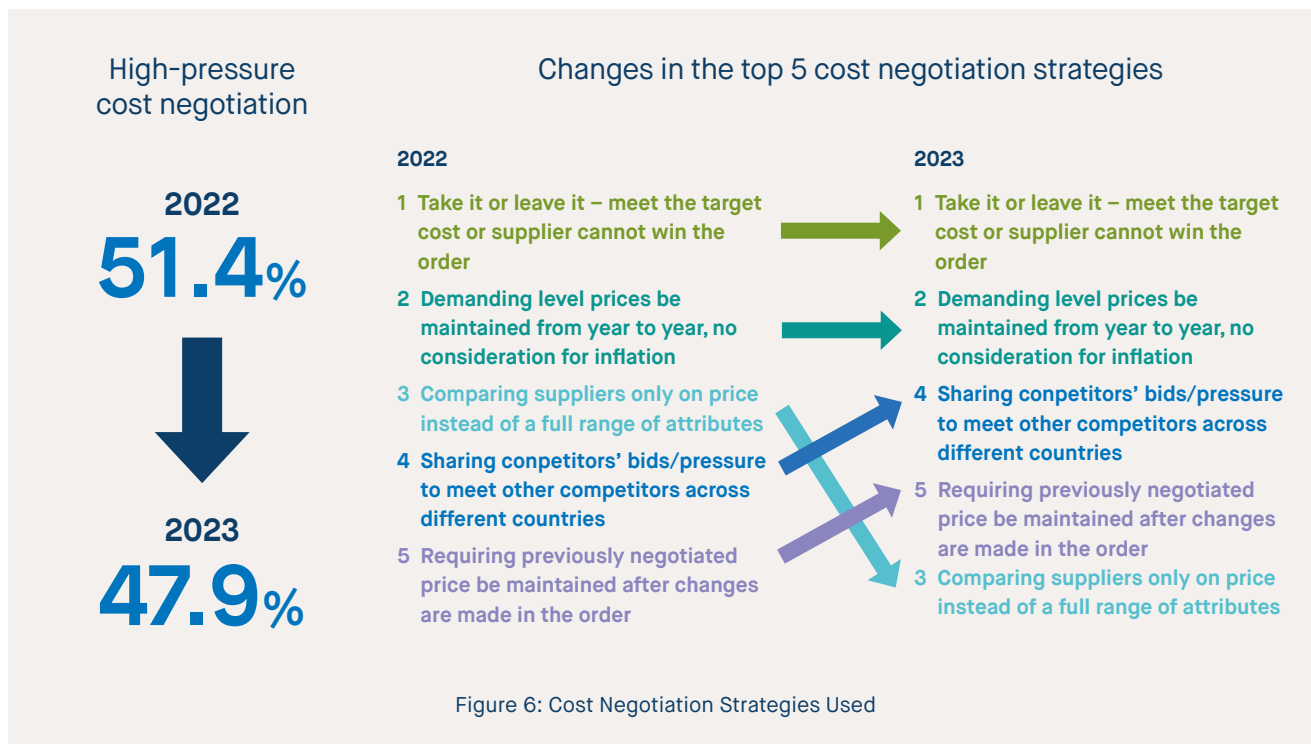 High-pressure
cost negotiation
2022
51.4%
2023
47.9%
Changes in the top 5 cost negotiation strategies
2022
1 Take it or leave it – meet the target
cost or supplier cannot win the
order
2 Demanding level prices be
maintained from year to year, no
consideration for inflation
3 Comparing suppliers only on price
instead of a full range of attributes
4 Sharing conpetitors' bids/pressure
to meet other competitors across
different countries
5 Requiring previously negotiated
price be maintained after changes
are made in the order
2023
1 Take it or leave it – meet the target
cost or supplier cannot win the
order
2 Demanding level prices be
maintained from year to year, no
consideration for inflation
4 Sharing conpetitors' bids/pressure
to meet other competitors across
different countries
5 Requiring previously negotiated
price be maintained after changes
are made in the order
3 Comparing suppliers only on price
instead of a full range of attributes
Figure 6: Cost Negotiation Strategies Used